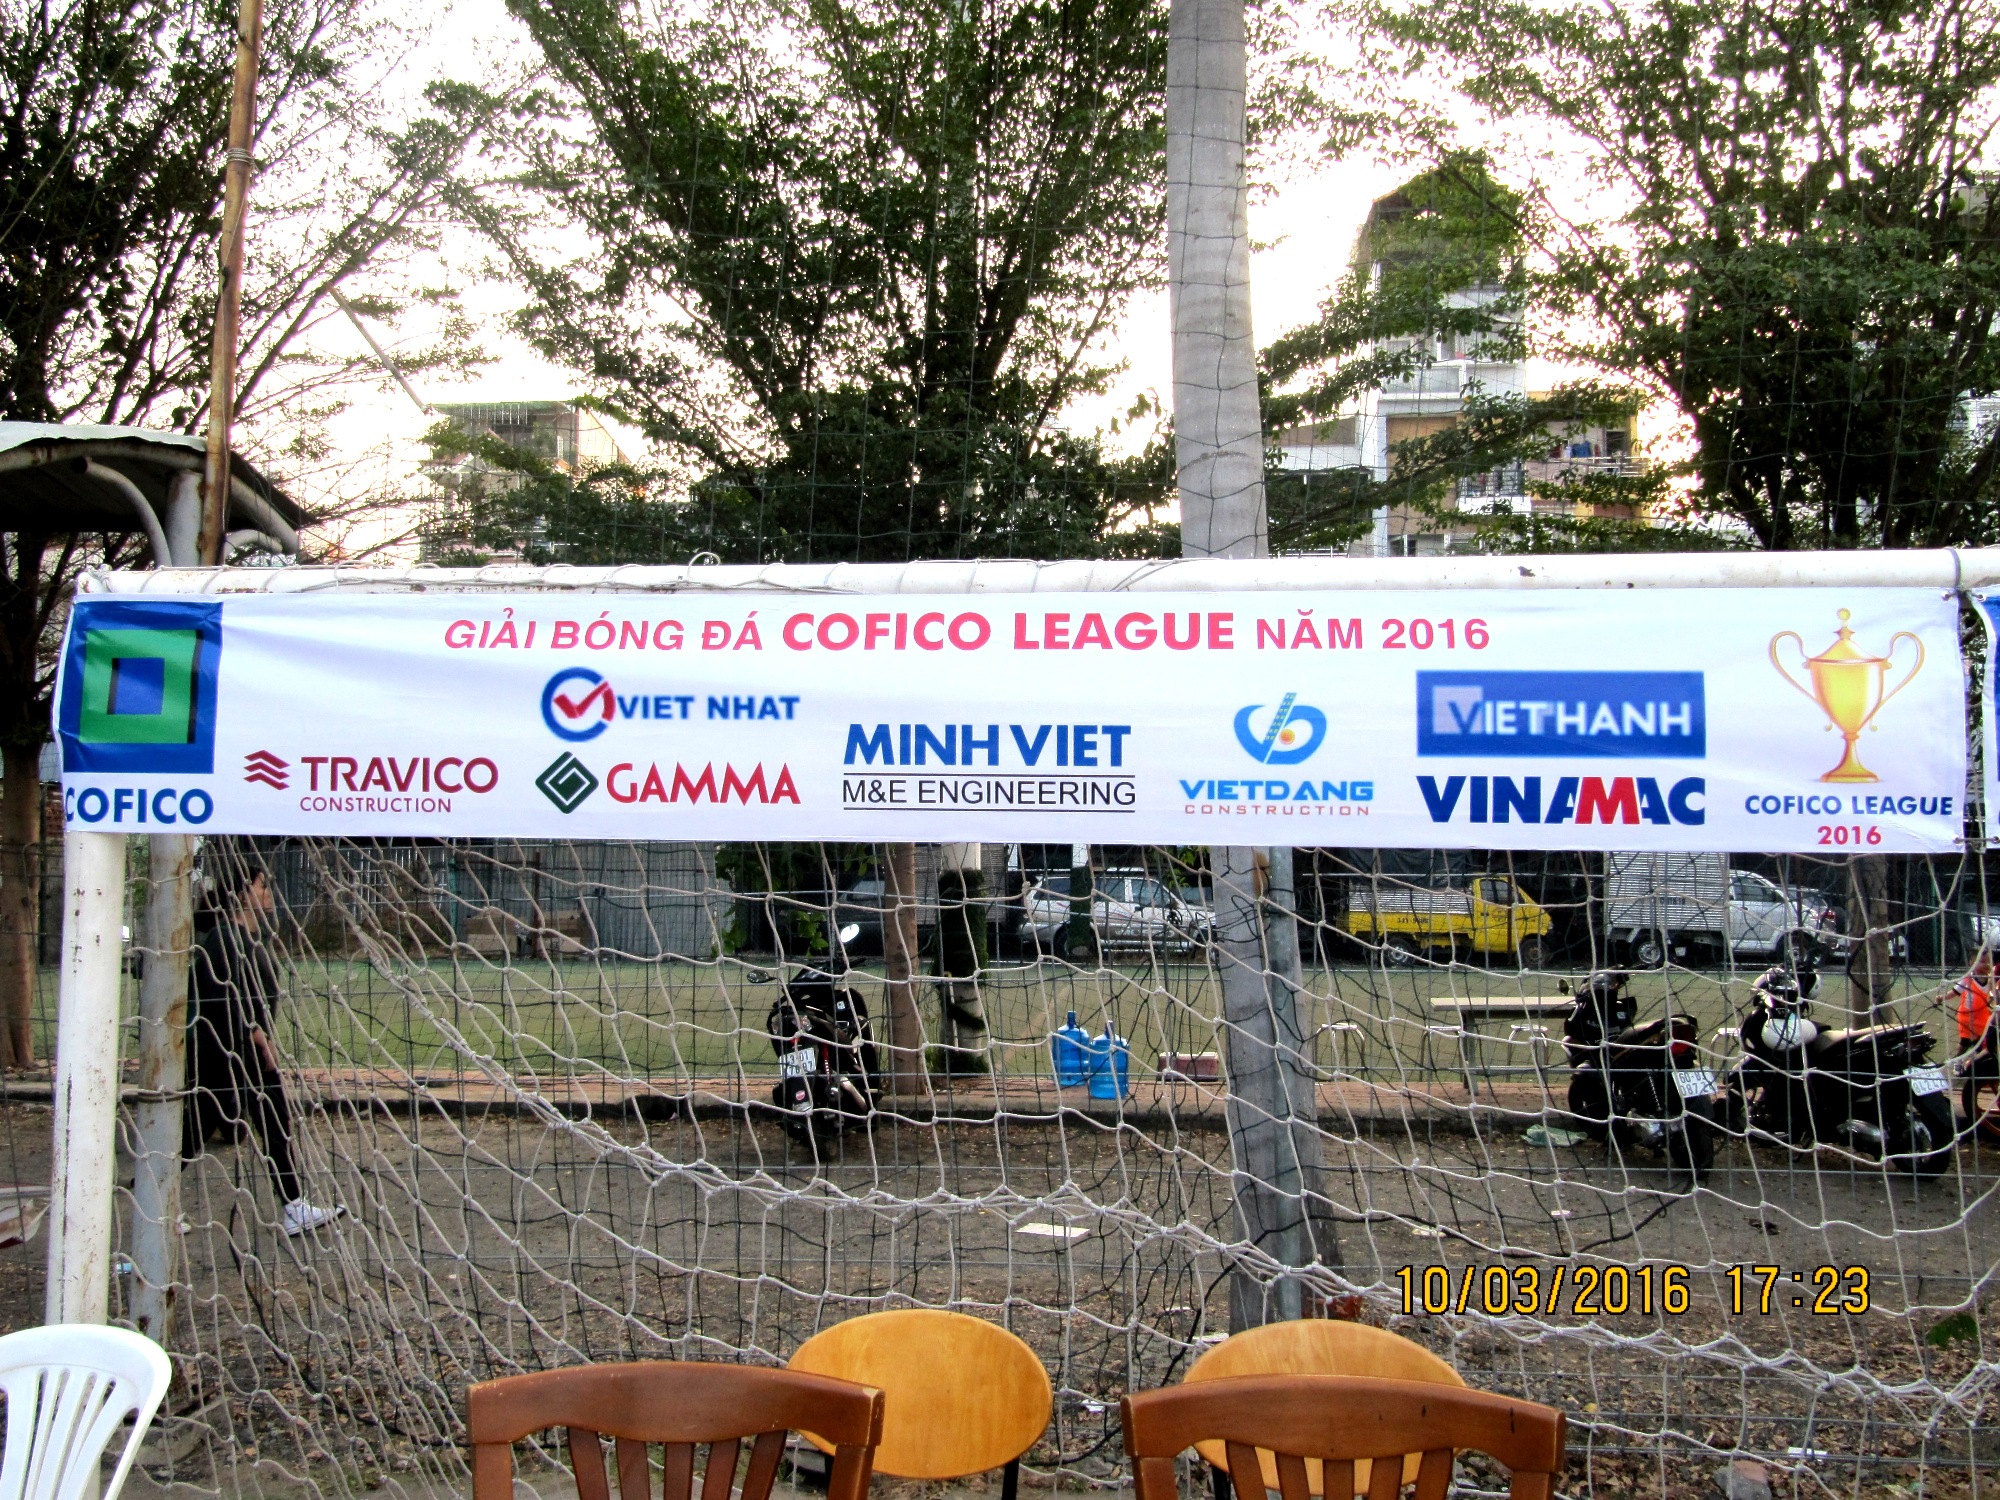 GIẢI BÓNG ĐÁ COFICO LEAGUE NĂM 2016
COFICO
TRAVICO
CONSTRUCTION
VIET NHAT
GAMMA
MINH VIET
M&E ENGINEERING
VIETDANG
CONSTRUCTION
VIETTHANH
VINAMAC
COFICO LEAGUE
2016
10/03/2016 17:23